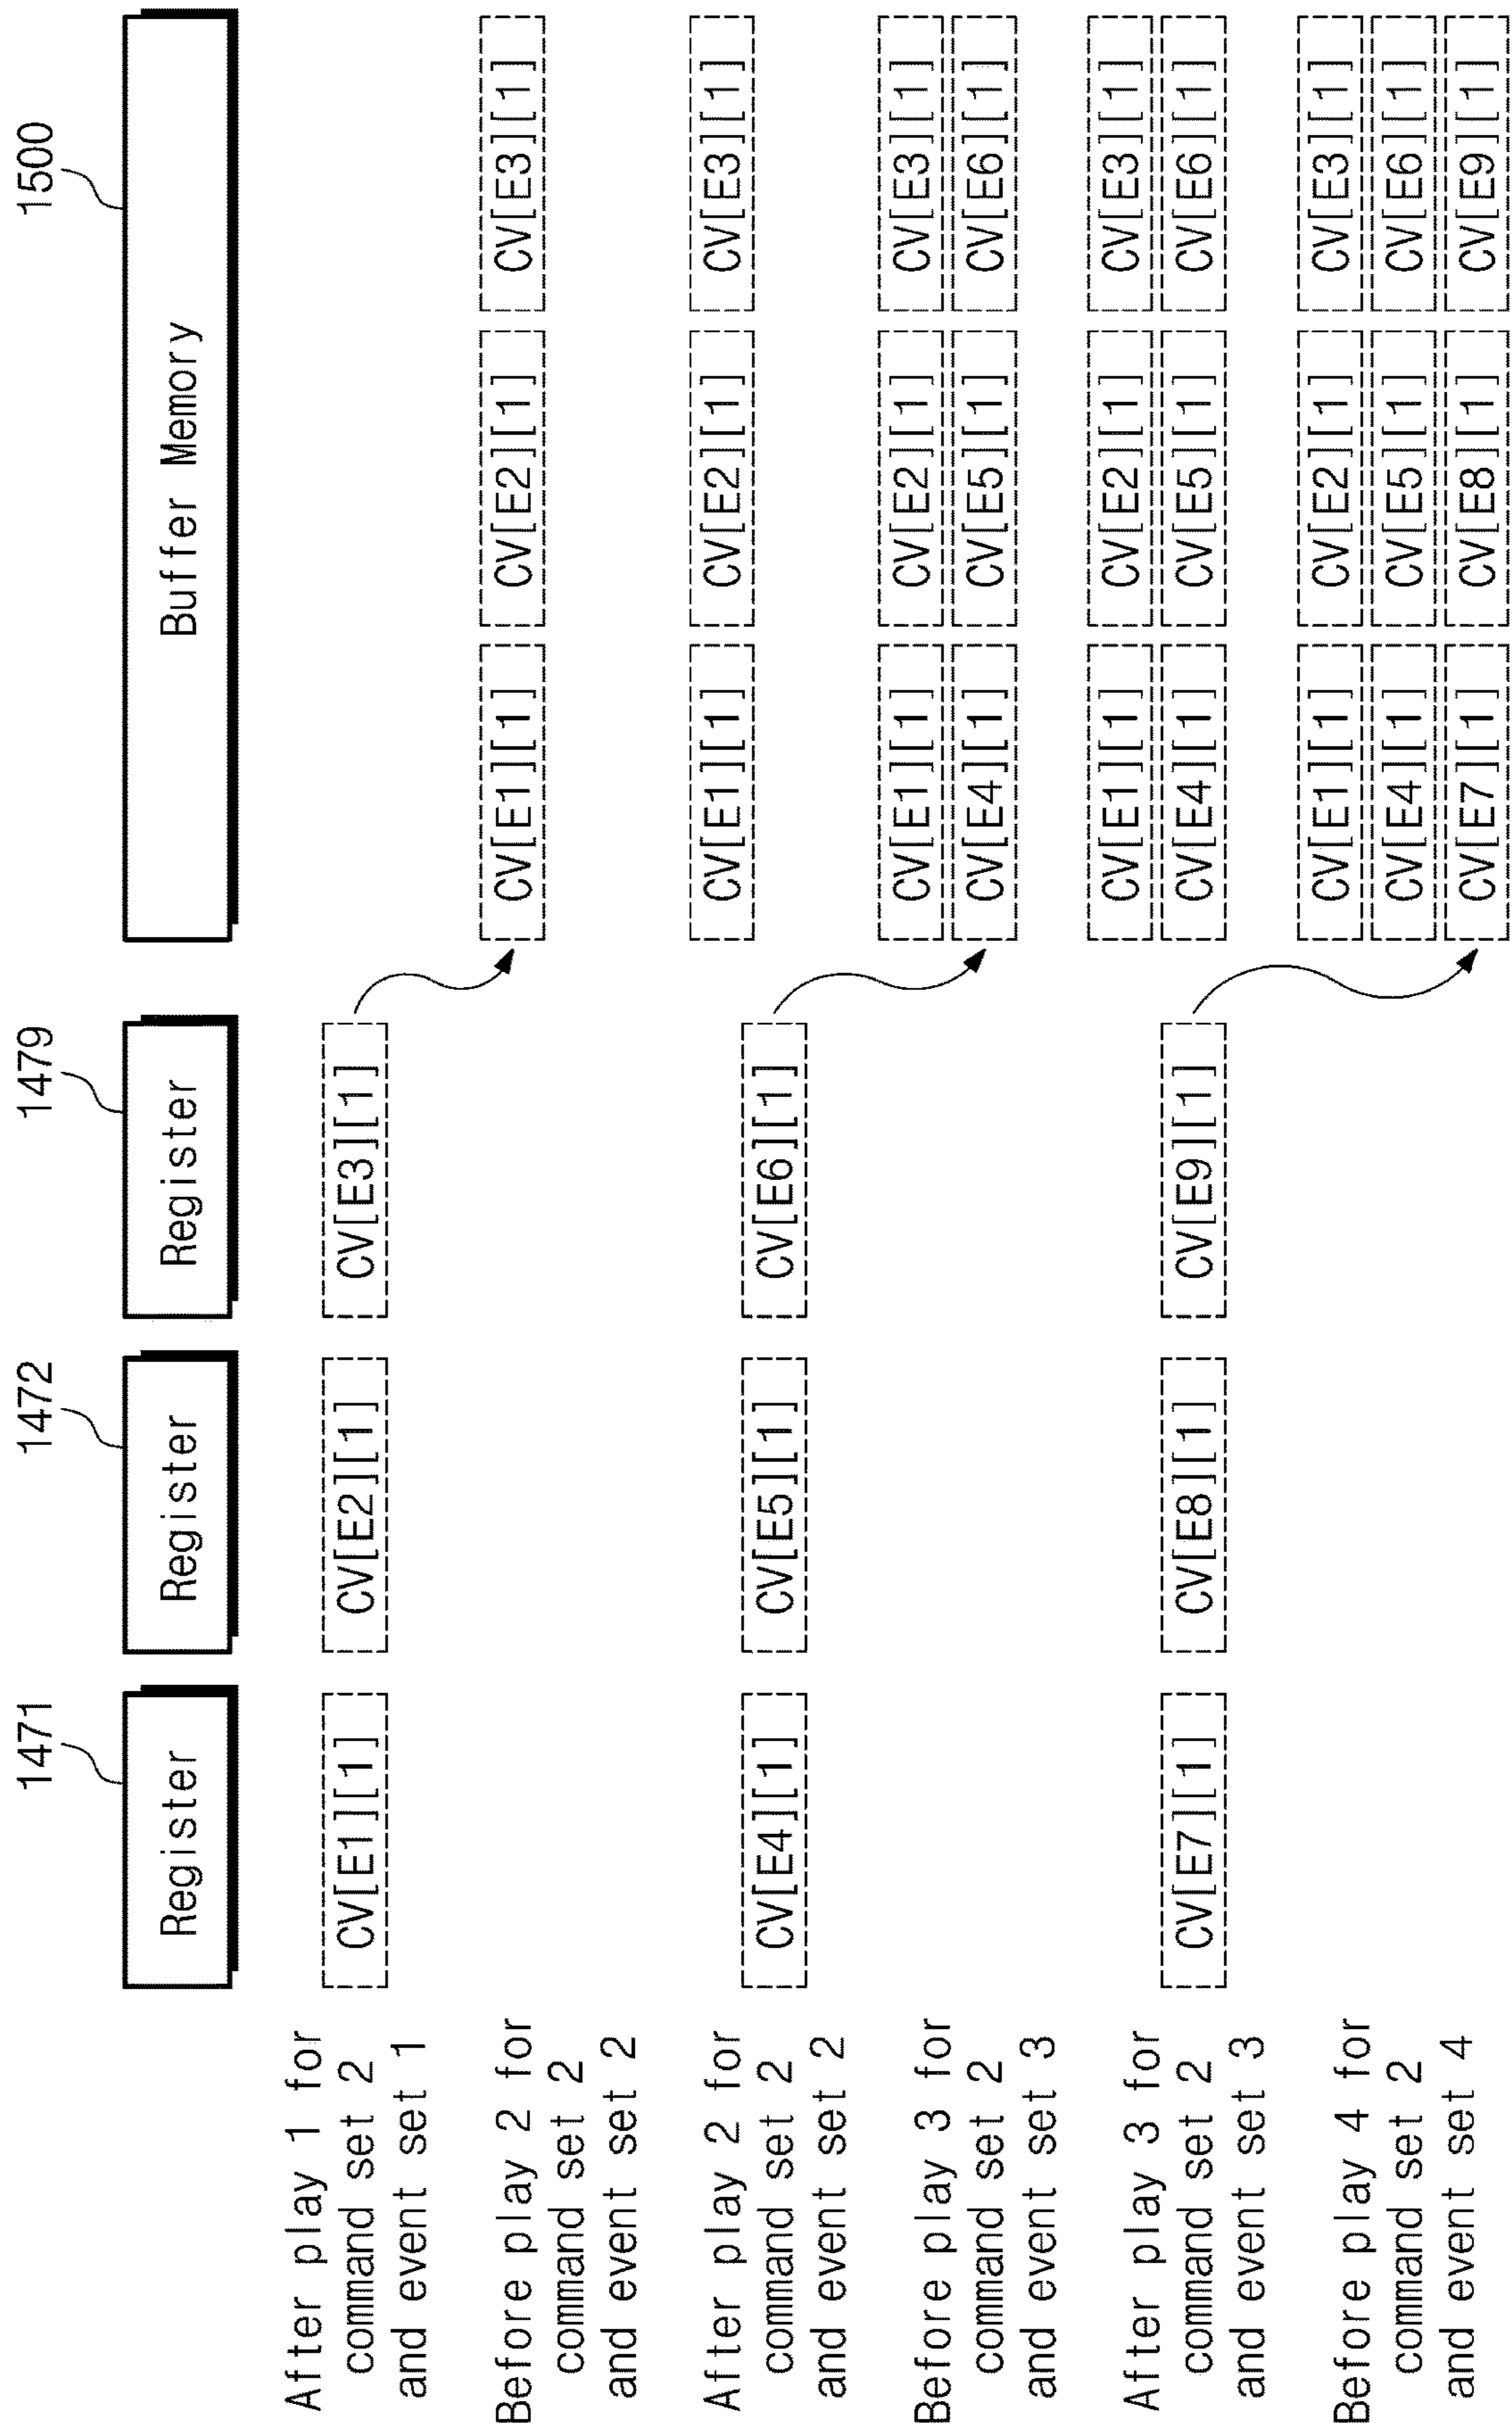 1471
1472
1479
1500
Register
Register
Register
Buffer Memory
After play 1 for
command set 2
and event set 1
CV[E1][1]
CV[E2][1]
CV[E3][1]
Before play 2 for
command set 2
and event set 2
CV[E1][1]
CV[E2][1]
CV[E3][1]
After play 2 for
command set 2
and event set 2
CV[E4][1]
CV[E5][1]
CV[E6][1]
CV[E1][1]
CV[E2][1]
CV[E3][1]
Before play 3 for
command set 2
and event set 3
CV[E1][1]
CV[E2][1]
CV[E3][1]
CV[E4][1]
CV[E5][1]
CV[E6][1]
After play 3 for
command set 2
and event set 3
CV[E7][1]
CV[E8][1]
CV[E9][1]
CV[E1][1]
CV[E2][1]
CV[E3][1]
CV[E4][1]
CV[E5][1]
CV[E6][1]
Before play 4 for
command set 2
and event set 4
CV[E1][1]
CV[E2][1]
CV[E3][1]
CV[E4][1]
CV[E5][1]
CV[E6][1]
CV[E7][1]
CV[E8][1]
CV[E9][1]